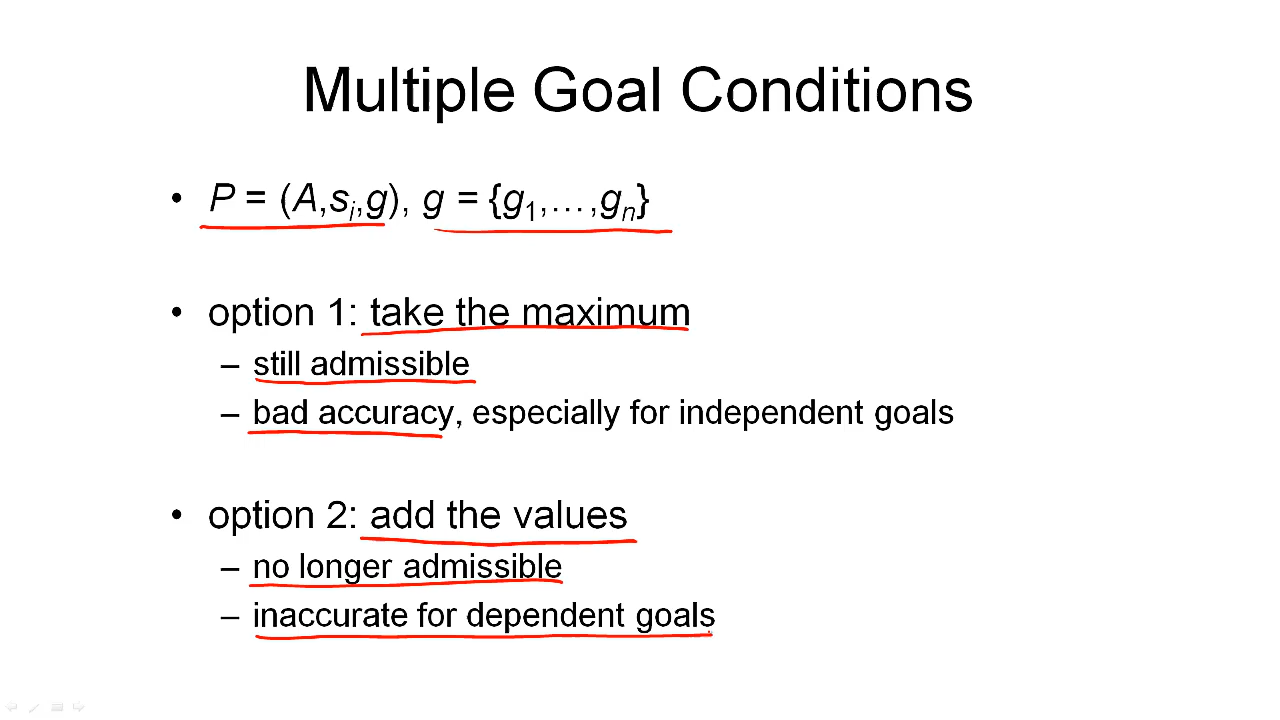 Multiple Goal Conditions
• P = (A,sᵢ,g), g = {g₁,…,gₙ}
• option 1: take the maximum
– still admissible
– bad accuracy, especially for independent goals
• option 2: add the values
– no longer admissible
– inaccurate for dependent goals